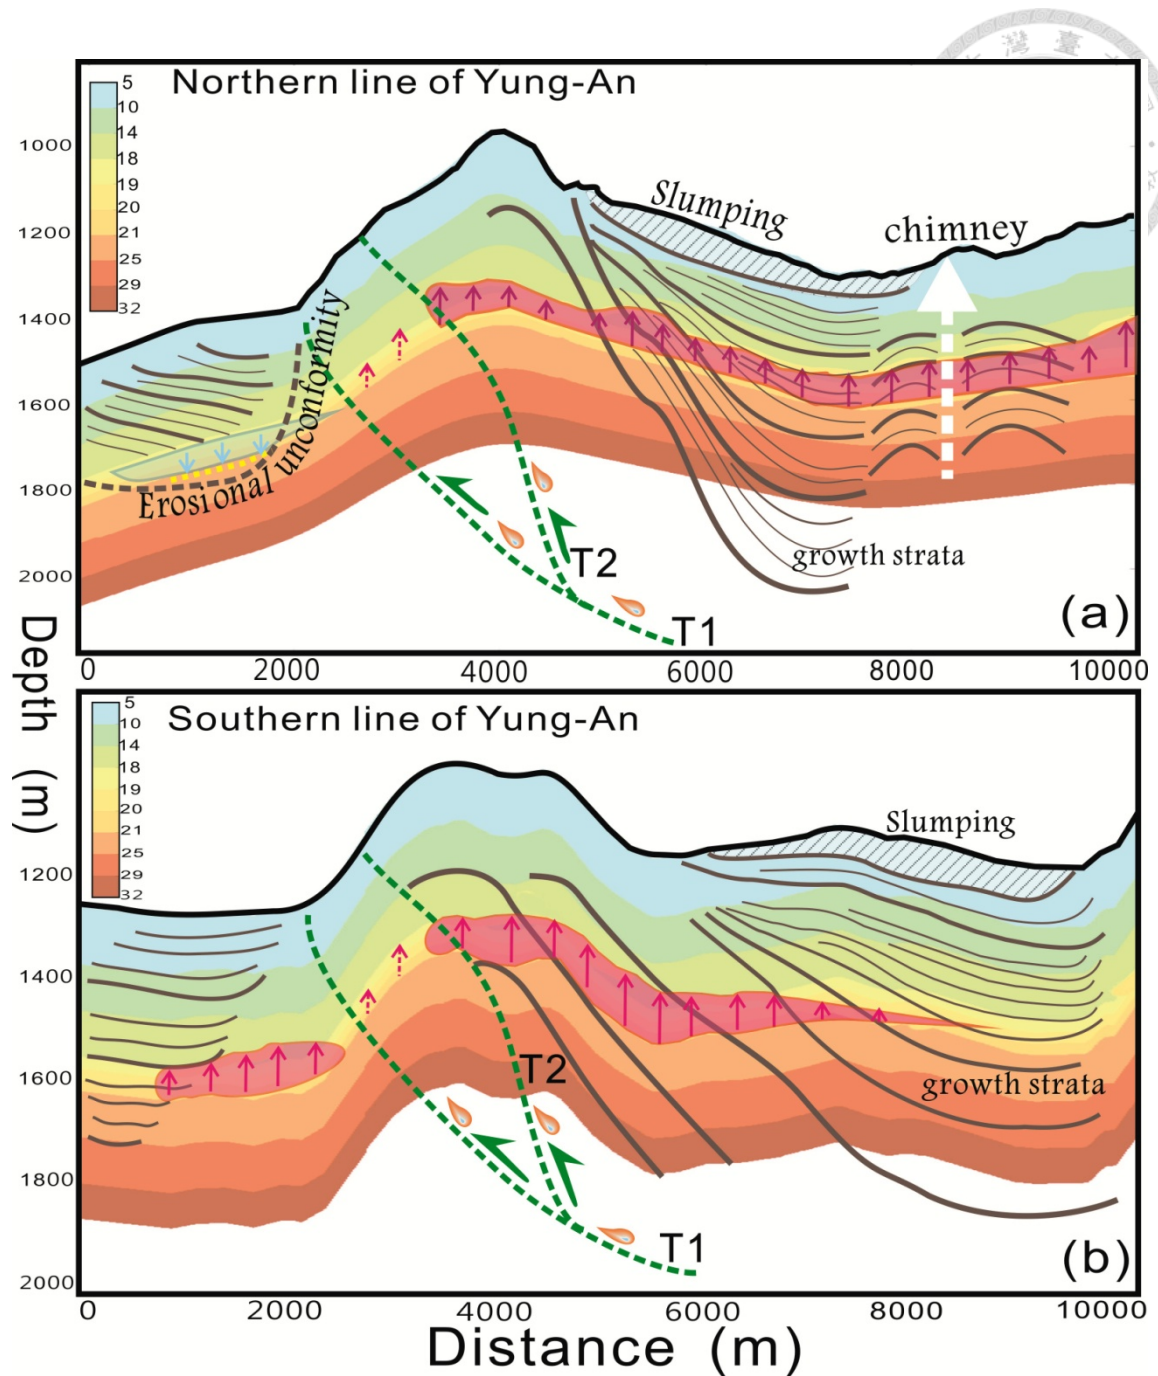 灣 臺
Northern line of Yung-An
5
10
14
18
19
20
21
25
29
32
1000
1200
1400
1600
1800
2000
Slumping
chimney
Erosional unconformity
growth strata
T2
T1
(a)
0 2000 4000 6000 8000 10000
Depth (m)
Southern line of Yung-An
5
10
14
18
19
20
21
25
29
32
1200
1400
1600
1800
2000
Slumping
growth strata
T2
T1
(b)
0 2000 4000 6000 8000 10000
Distance (m)